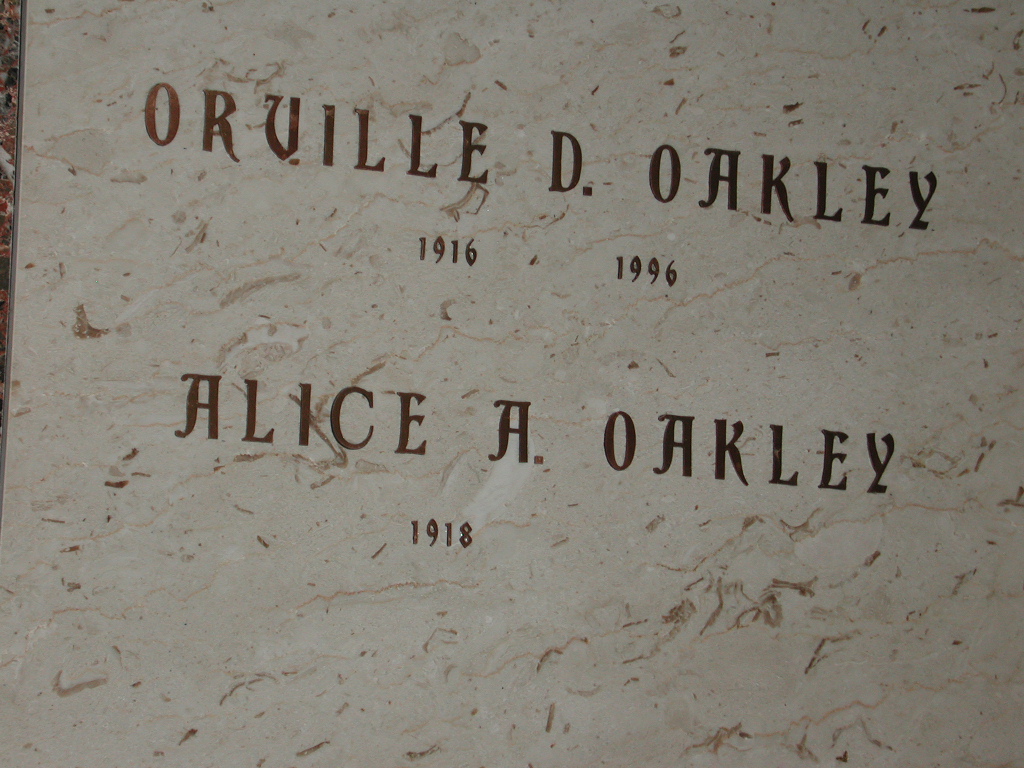 ORVILLE D. OAKLEY
1916 1996
ALICE A. OAKLEY
1918